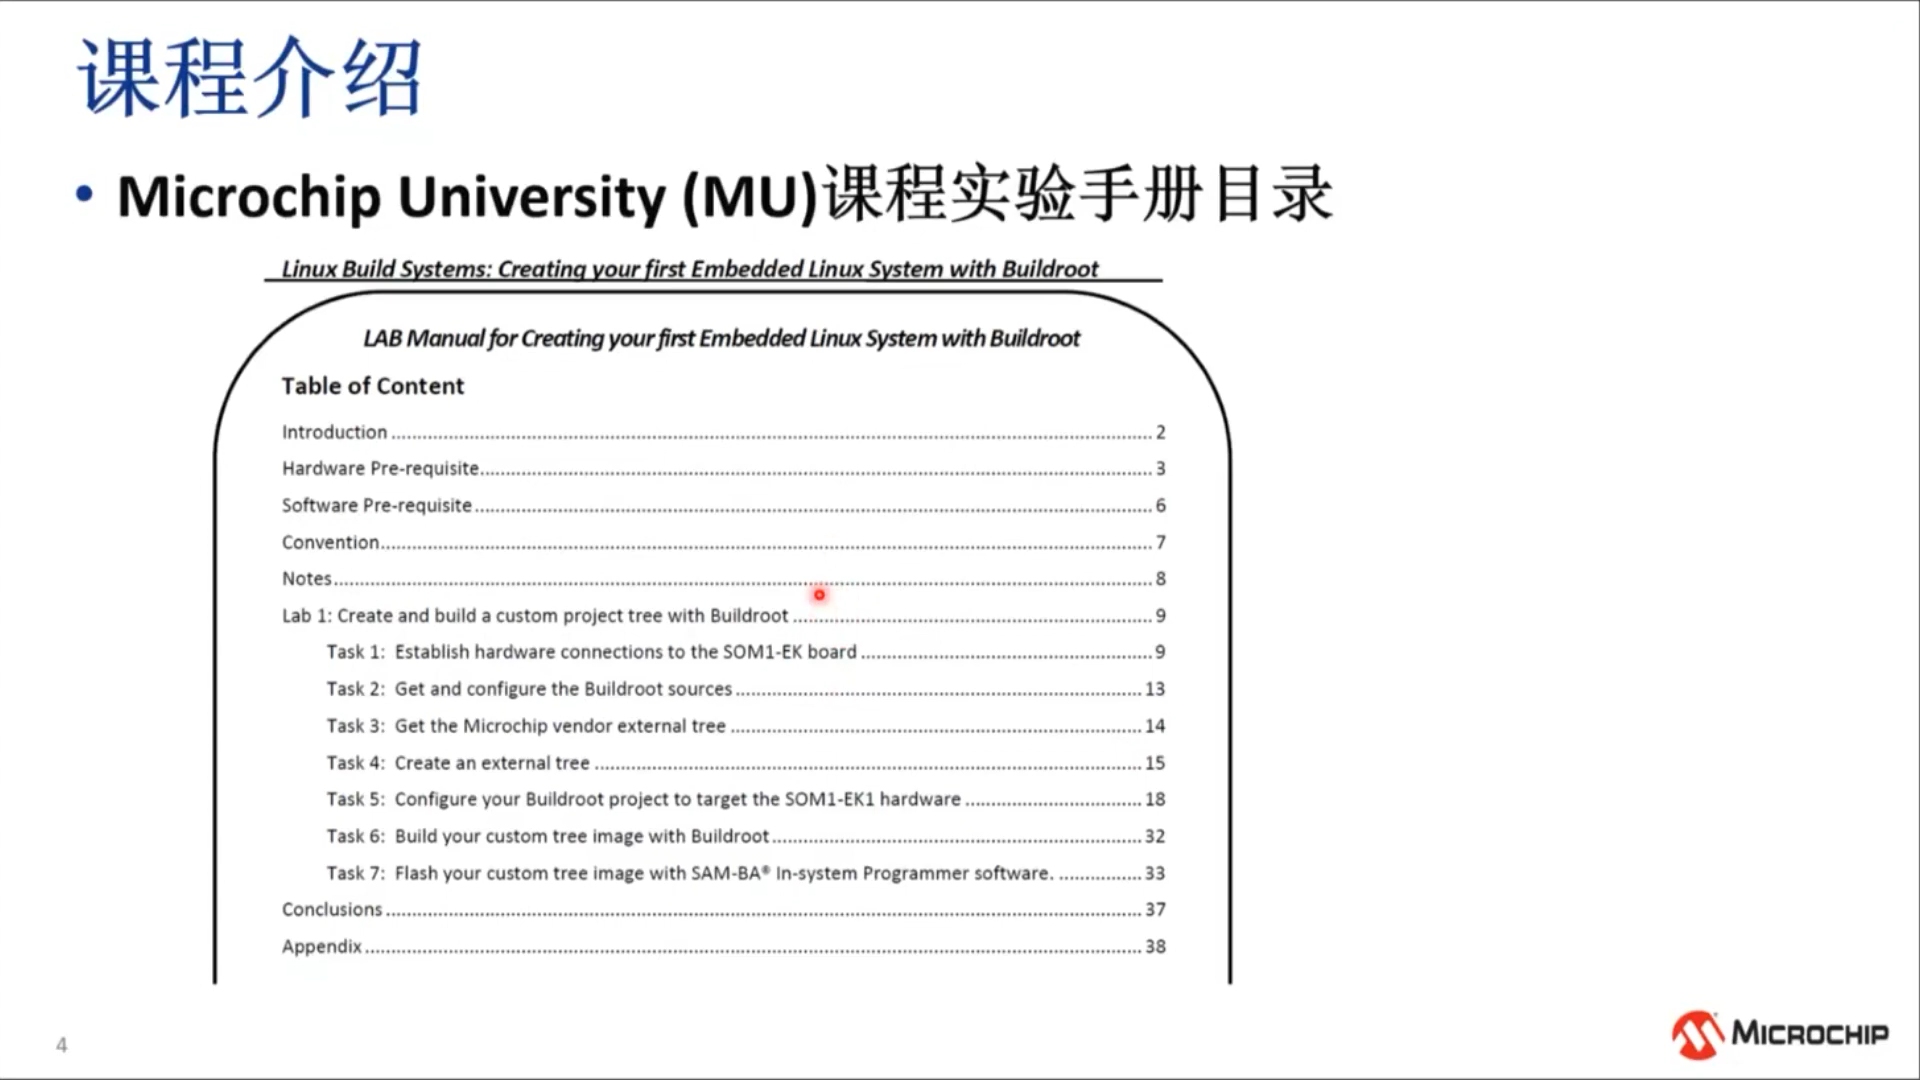 课程介绍
• Microchip University (MU)课程实验手册目录
Linux Build Systems: Creating your first Embedded Linux System with Buildroot
LAB Manual for Creating your first Embedded Linux System with Buildroot
Table of Content
Introduction ........ 2
Hardware Pre-requisite ........ 3
Software Pre-requisite ........ 6
Convention ........ 7
Notes ........ 8
Lab 1: Create and build a custom project tree with Buildroot ........ 9
Task 1: Establish hardware connections to the SOM1-EK board ........ 9
Task 2: Get and configure the Buildroot sources ........ 13
Task 3: Get the Microchip vendor external tree ........ 14
Task 4: Create an external tree ........ 15
Task 5: Configure your Buildroot project to target the SOM1-EK1 hardware ........ 18
Task 6: Build your custom tree image with Buildroot ........ 32
Task 7: Flash your custom tree image with SAM-BA® In-system Programmer software. ........ 33
Conclusions ........ 37
Appendix ........ 38
4
MICROCHIP